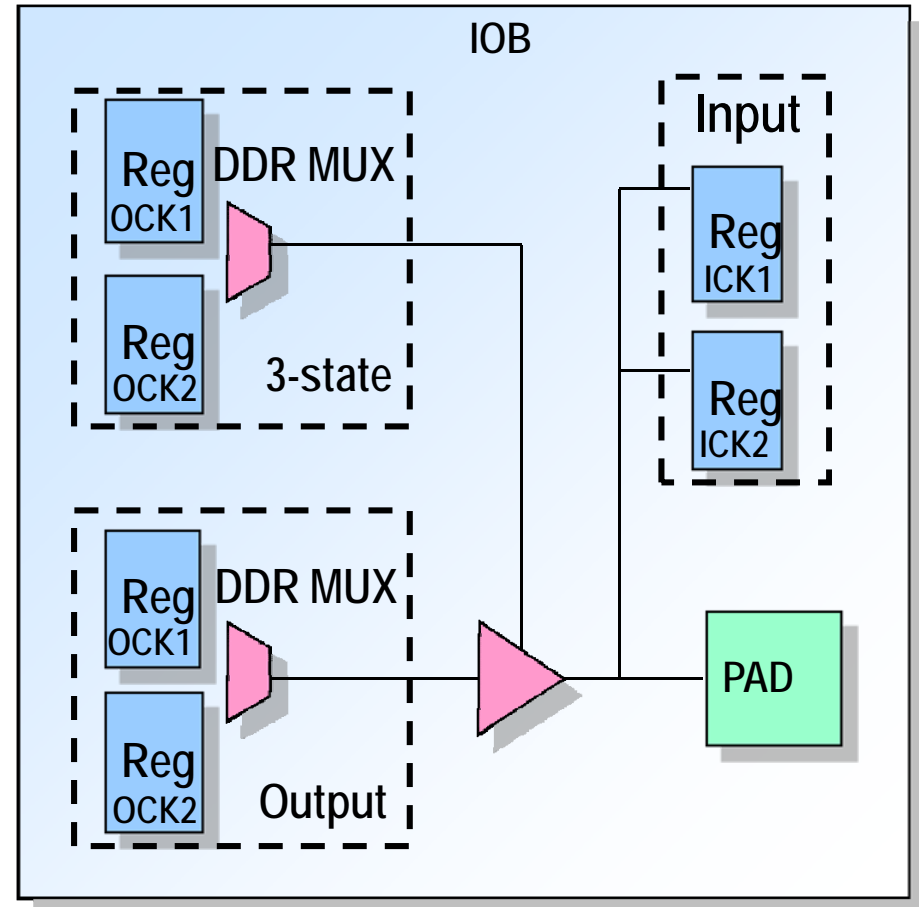 IOB
Reg
OCK1
DDR MUX
Reg
OCK2
3-state
Input
Reg
ICK1
Reg
ICK2
Reg
OCK1
DDR MUX
Reg
OCK2
Output
PAD